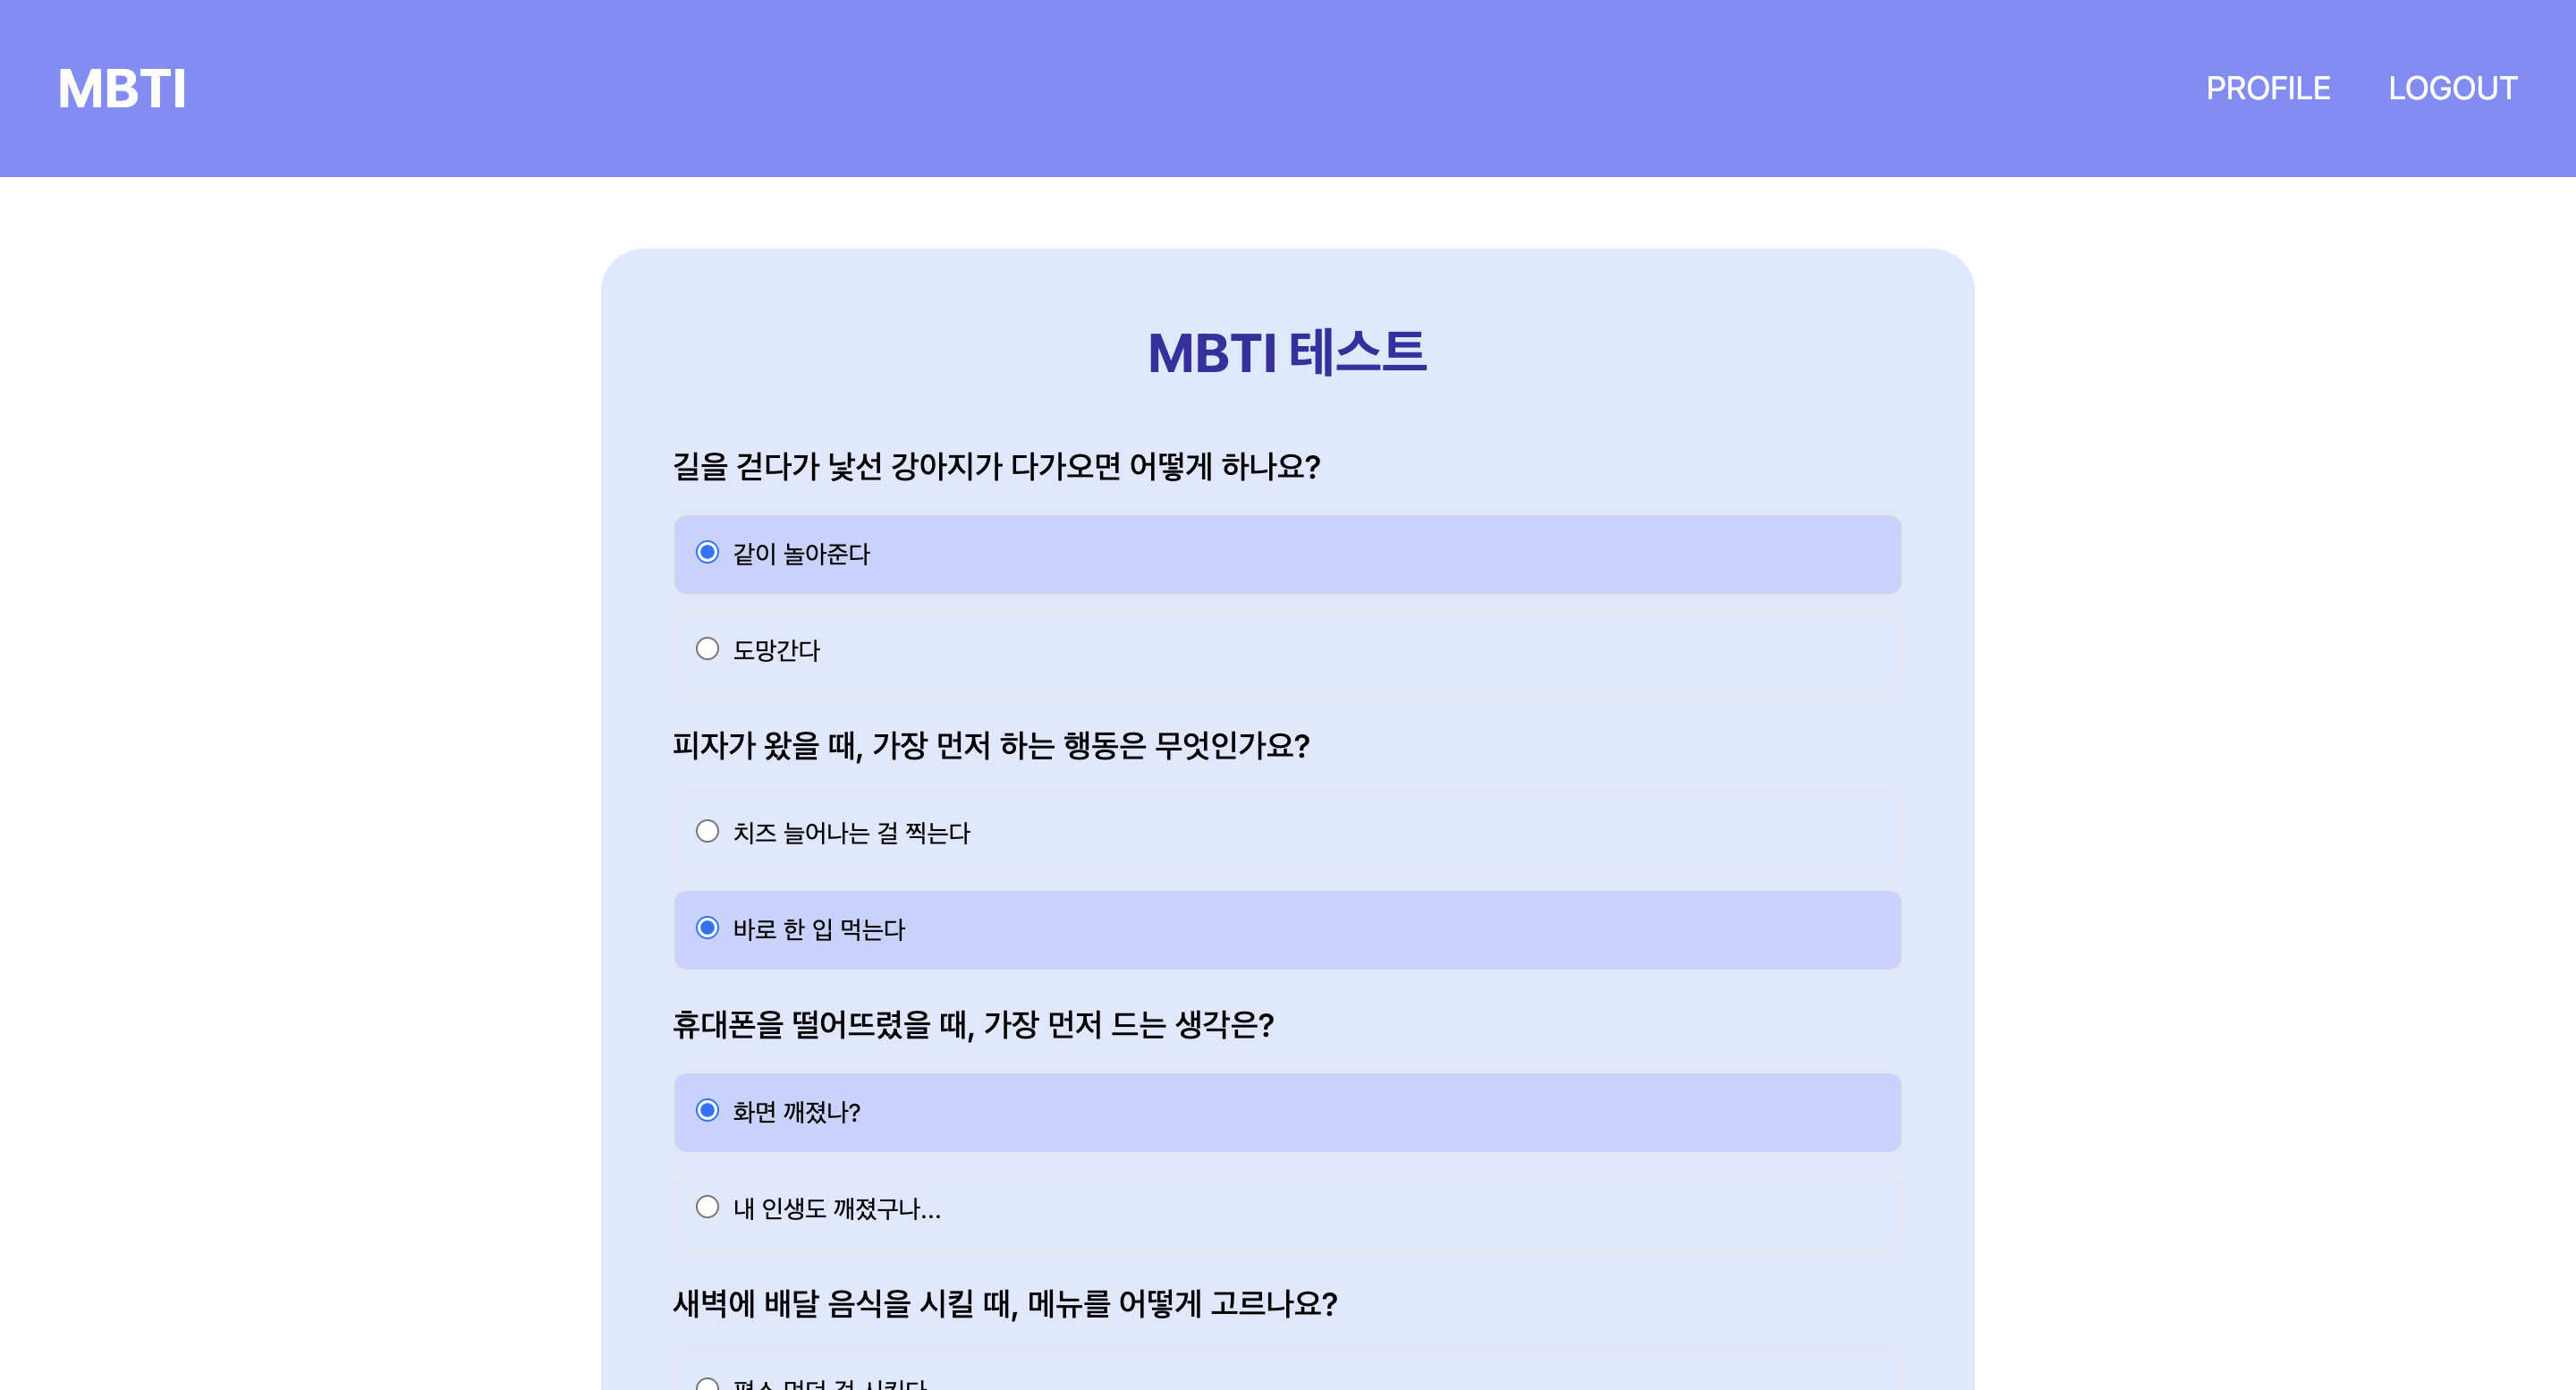 MBTI
PROFILE
LOGOUT
MBTI 테스트
길을 걷다가 낯선 강아지가 다가오면 어떻게 하나요?
같이 놀아준다
도망간다
피자가 왔을 때, 가장 먼저 하는 행동은 무엇인가요?
치즈 늘어나는 걸 찍는다
바로 한 입 먹는다
휴대폰을 떨어뜨렸을 때, 가장 먼저 드는 생각은?
화면 깨졌나?
내 인생도 깨졌구나...
새벽에 배달 음식을 시킬 때, 메뉴를 어떻게 고르나요?